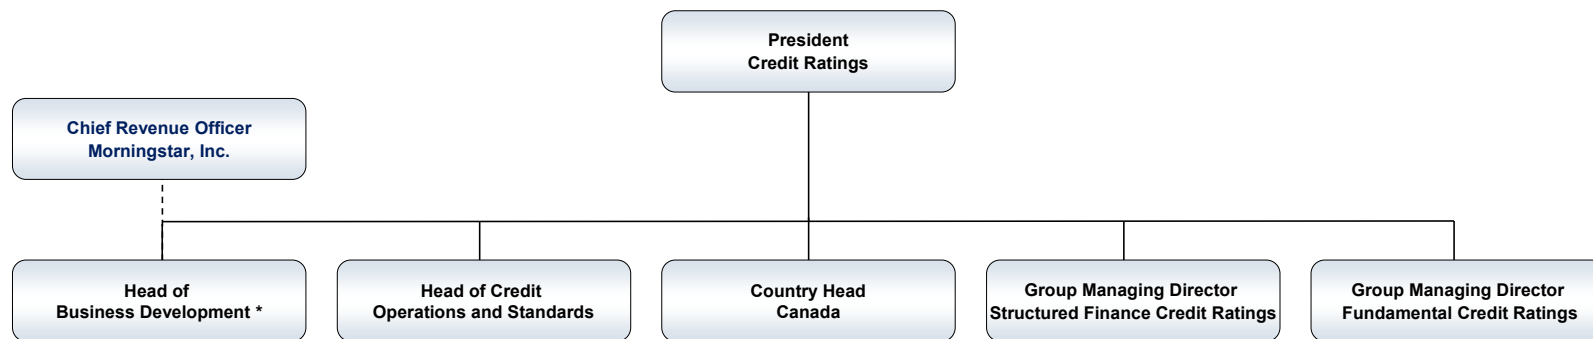 President
Credit Ratings
Chief Revenue Officer
Morningstar, Inc.
Head of
Business Development *
Head of Credit
Operations and Standards
Country Head
Canada
Group Managing Director
Structured Finance Credit Ratings
Group Managing Director
Fundamental Credit Ratings